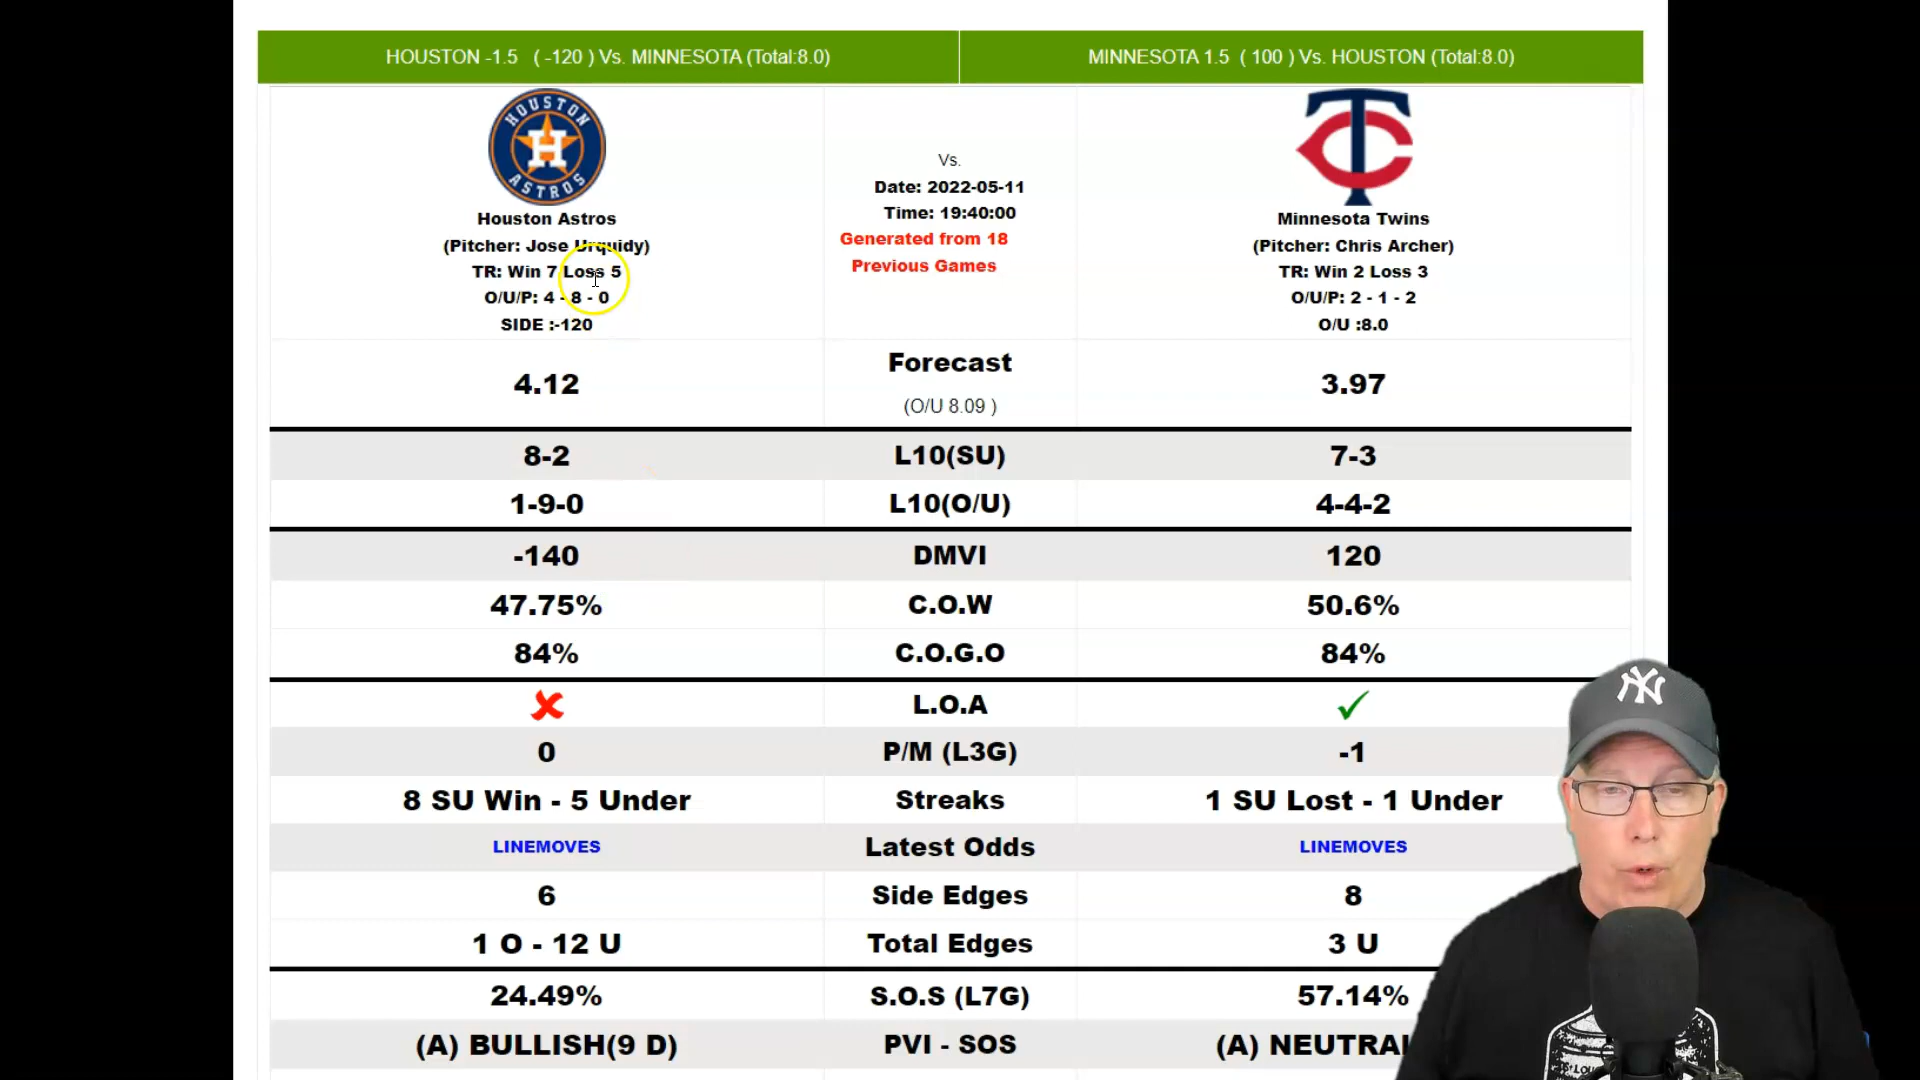 HOUSTON -1.5 ( -120 ) Vs. MINNESOTA (Total:8.0)
MINNESOTA 1.5 ( 100 ) Vs. HOUSTON (Total:8.0)
HOUSTON
H
ASTROS
TC
Houston Astros
(Pitcher: Jose Urquidy)
TR: Win 7 Loss 5
O/U/P: 4 - 8 - 0
SIDE :-120
Vs.
Date: 2022-05-11
Time: 19:40:00
Generated from 18
Previous Games
Minnesota Twins
(Pitcher: Chris Archer)
TR: Win 2 Loss 3
O/U/P: 2 - 1 - 2
O/U :8.0
4.12 Forecast 3.97
(O/U 8.09 )
8-2 L10(SU) 7-3
1-9-0 L10(O/U) 4-4-2
-140 DMVI 120
47.75% C.O.W 50.6%
84% C.O.G.O 84%
L.O.A
0 P/M (L3G) -1
8 SU Win - 5 Under Streaks 1 SU Lost - 1 Under
LINEMOVES Latest Odds LINEMOVES
6 Side Edges 8
1 O - 12 U Total Edges 3 U
24.49% S.O.S (L7G) 57.14%
(A) BULLISH(9 D) PVI - SOS (A) NEUTRAL
NY